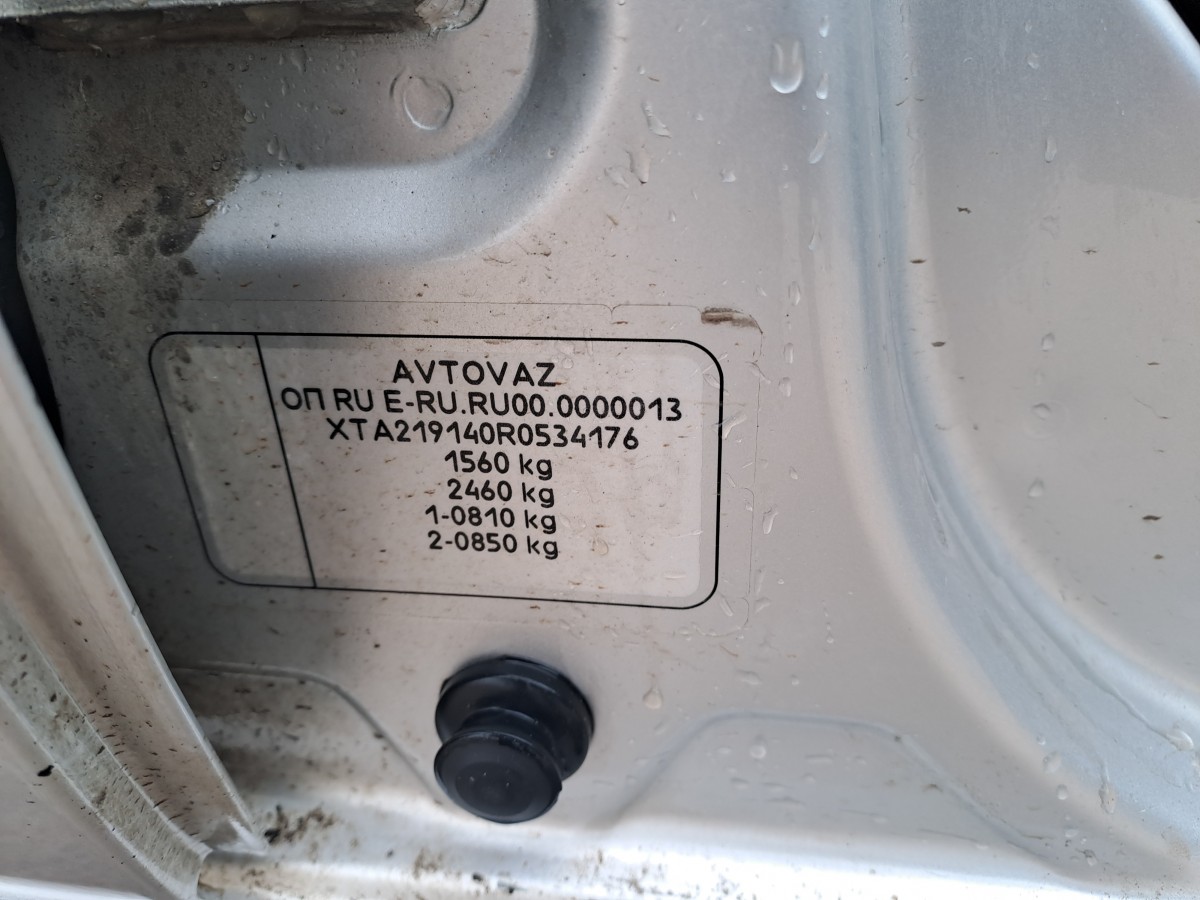 AVTOVAZ
ОП RU E-RU.RU00.0000013
XTA219140R0534176
1560 kg
2460 kg
1-0810 kg
2-0850 kg